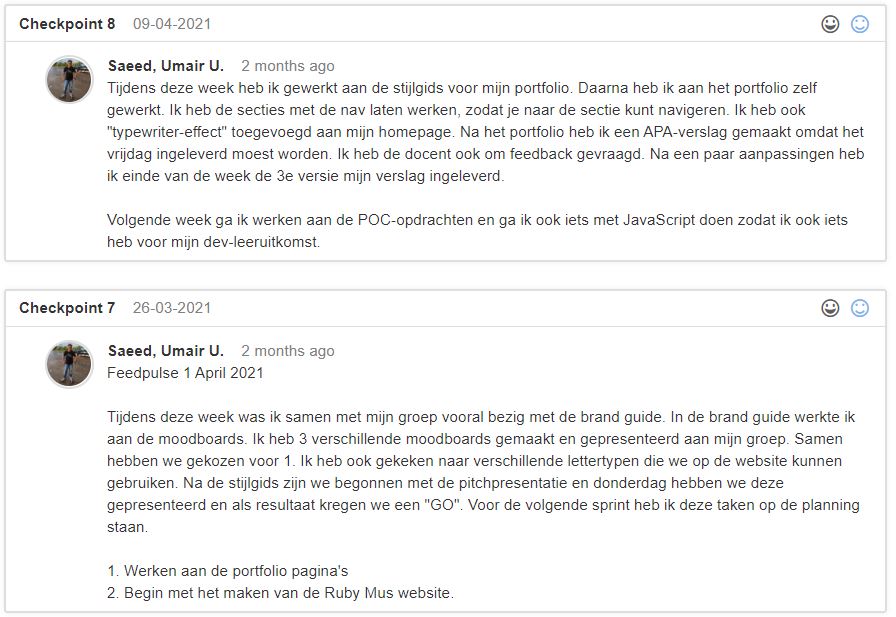 Checkpoint 8 09-04-2021
Saeed, Umair U. 2 months ago
Tijdens deze week heb ik gewerkt aan de stijlgids voor mijn portfolio. Daarna heb ik aan het portfolio zelf
gewerkt. Ik heb de secties met de nav laten werken, zodat je naar de sectie kunt navigeren. Ik heb ook
"typewriter-effect" toegevoegd aan mijn homepage. Na het portfolio heb ik een APA-verslag gemaakt omdat het
vrijdag ingeleverd moest worden. Ik heb de docent ook om feedback gevraagd. Na een paar aanpassingen heb
ik einde van de week de 3e versie mijn verslag ingeleverd.
Volgende week ga ik werken aan de POC-opdrachten en ga ik ook iets met JavaScript doen zodat ik ook iets
heb voor mijn dev-leeruitkomst.
Checkpoint 7 26-03-2021
Saeed, Umair U. 2 months ago
Feedpulse 1 April 2021
Tijdens deze week was ik samen met mijn groep vooral bezig met de brand guide. In de brand guide werkte ik
aan de moodboards. Ik heb 3 verschillende moodboards gemaakt en gepresenteerd aan mijn groep. Samen
hebben we gekozen voor 1. Ik heb ook gekeken naar verschillende lettertypen die we op de website kunnen
gebruiken. Na de stijlgids zijn we begonnen met de pitchpresentatie en donderdag hebben we deze
gepresenteerd en als resultaat kregen we een "GO". Voor de volgende sprint heb ik deze taken op de planning
staan.
1. Werken aan de portfolio pagina's
2. Begin met het maken van de Ruby Mus website.